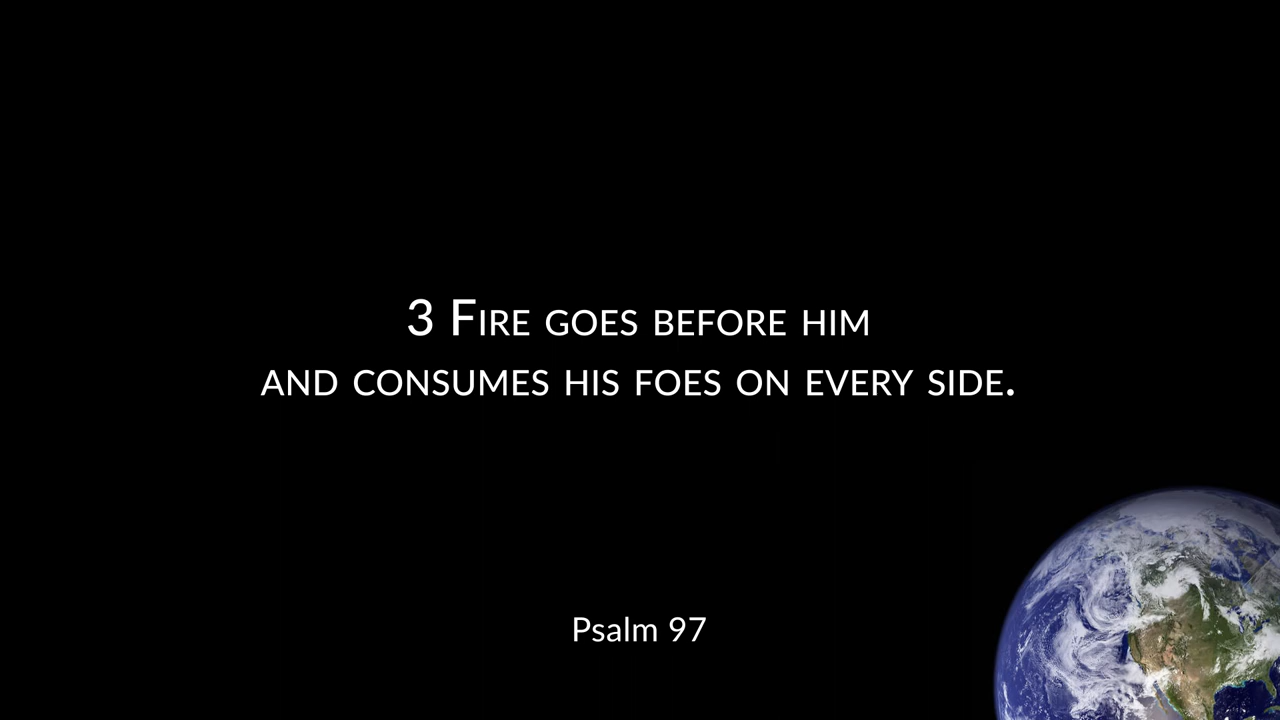 3 Fire goes before him
and consumes his foes on every side.
Psalm 97